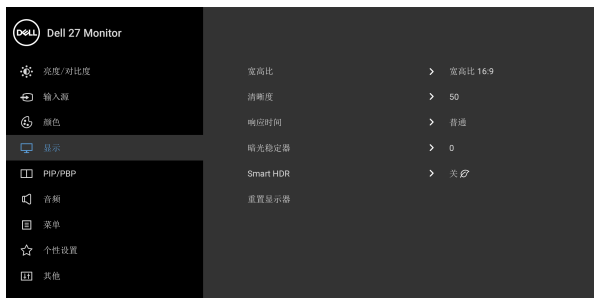 DELL Dell 27 Monitor
亮度/对比度
宽高比 宽高比 16:9
输入源
清晰度 50
颜色
响应时间 普通
显示
暗光稳定器 0
PIP/PBP
Smart HDR 关
音频
重置显示器
菜单
个性设置
其他